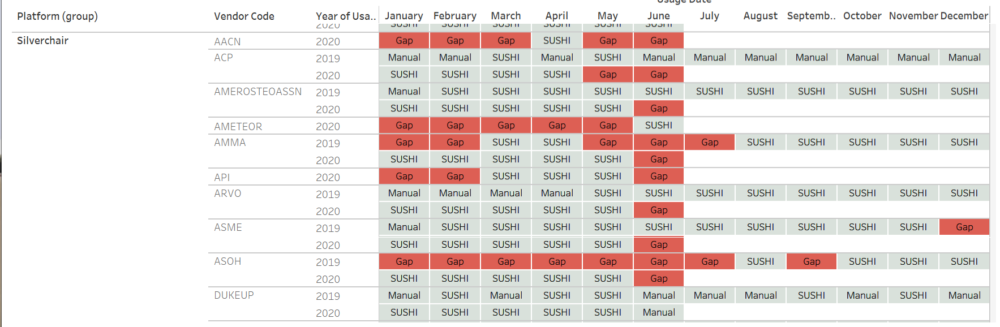 Usage Date
Platform (group) Vendor Code Year of Usa.. January February March April May June July August Septemb.. October November December
2020 SUSHI SUSHI SUSHI SUSHI SUSHI SUSHI
Silverchair AACN 2020 Gap Gap Gap SUSHI Gap Gap
ACP 2019 Manual Manual SUSHI Manual SUSHI Manual Manual Manual Manual Manual Manual Manual
2020 SUSHI SUSHI SUSHI SUSHI Gap Gap
AMEROSTEOASSN 2019 Manual SUSHI SUSHI SUSHI SUSHI SUSHI SUSHI SUSHI SUSHI SUSHI SUSHI SUSHI
2020 SUSHI SUSHI SUSHI SUSHI SUSHI Gap
AMETEOR 2020 Gap Gap Gap Gap Gap SUSHI
AMMA 2019 Gap Gap SUSHI SUSHI Gap Gap Gap SUSHI SUSHI SUSHI SUSHI SUSHI
2020 SUSHI SUSHI SUSHI SUSHI SUSHI Gap
API 2020 Gap Gap SUSHI SUSHI SUSHI Gap
ARVO 2019 Manual Manual Manual Manual SUSHI SUSHI SUSHI SUSHI SUSHI SUSHI SUSHI SUSHI
2020 SUSHI SUSHI SUSHI SUSHI SUSHI Gap
ASME 2019 Manual SUSHI SUSHI SUSHI SUSHI SUSHI SUSHI SUSHI SUSHI SUSHI SUSHI Gap
2020 SUSHI SUSHI SUSHI SUSHI SUSHI Gap
ASOH 2019 Gap Gap Gap Gap Gap Gap Gap SUSHI Gap SUSHI SUSHI SUSHI
2020 SUSHI SUSHI SUSHI SUSHI SUSHI Gap
DUKEUP 2019 Manual SUSHI Manual SUSHI SUSHI Manual Manual Manual SUSHI Manual SUSHI Manual
2020 SUSHI SUSHI SUSHI SUSHI SUSHI Manual